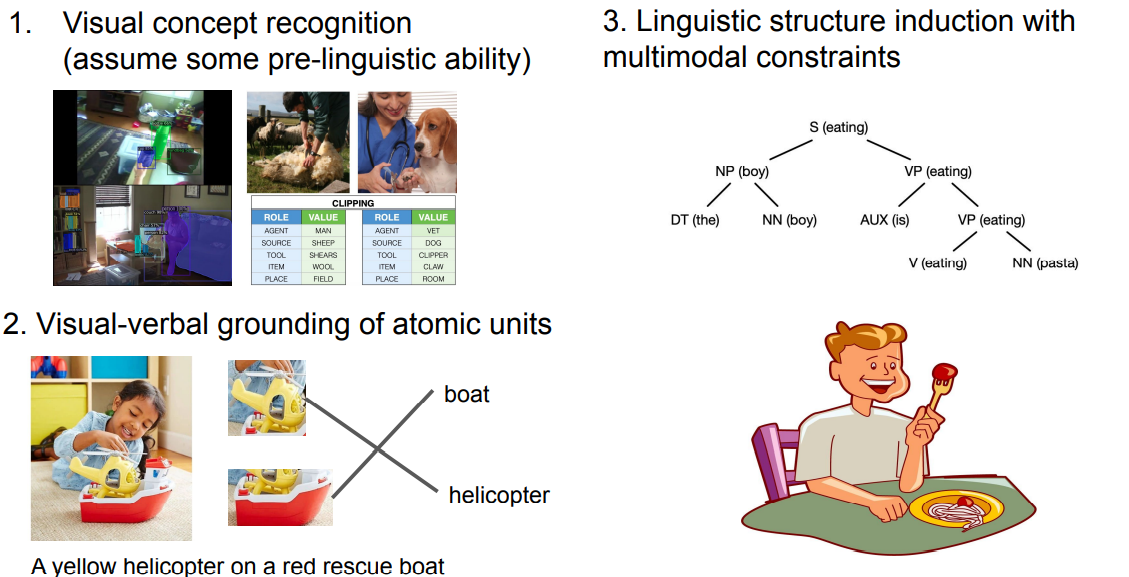 1. Visual concept recognition
(assume some pre-linguistic ability)
CLIPPING
ROLE VALUE ROLE VALUE
AGENT MAN AGENT VET
SOURCE SHEEP SOURCE DOG
TOOL SHEARS TOOL CLIPPER
ITEM WOOL ITEM CLAW
PLACE FIELD PLACE ROOM
2. Visual-verbal grounding of atomic units
boat
helicopter
A yellow helicopter on a red rescue boat
3. Linguistic structure induction with
multimodal constraints
S (eating)
NP (boy) VP (eating)
DT (the) NN (boy) AUX (is) VP (eating)
V (eating) NN (pasta)